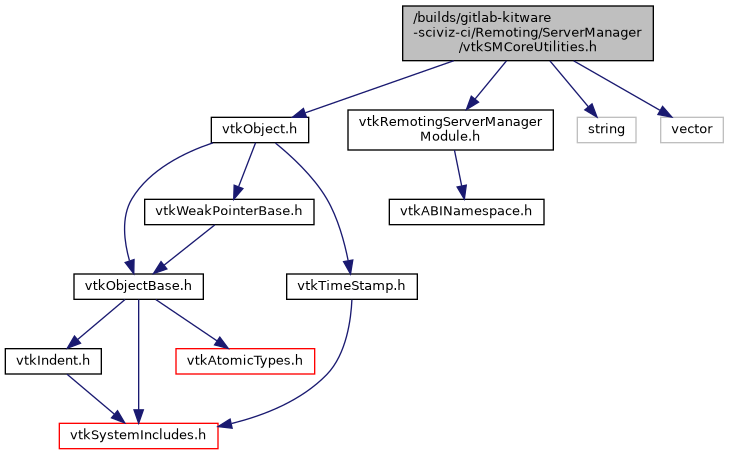 /builds/gitlab-kitware
-sciviz-ci/Remoting/ServerManager
/vtkSMCoreUtilities.h
vtkObject.h
vtkRemotingServerManager
Module.h
string
vector
vtkWeakPointerBase.h
vtkABINamespace.h
vtkObjectBase.h
vtkTimeStamp.h
vtkIndent.h
vtkAtomicTypes.h
vtkSystemIncludes.h